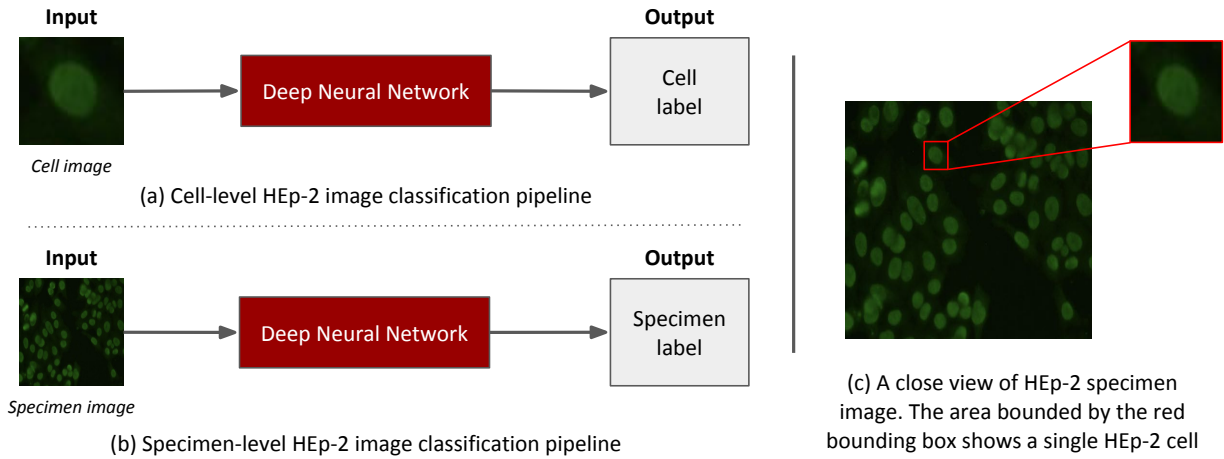 Input
Output
Deep Neural Network
Cell
label
Cell image
(a) Cell-level HEp-2 image classification pipeline
Input
Output
Deep Neural Network
Specimen
label
Specimen image
(b) Specimen-level HEp-2 image classification pipeline
(c) A close view of HEp-2 specimen
image. The area bounded by the red
bounding box shows a single HEp-2 cell